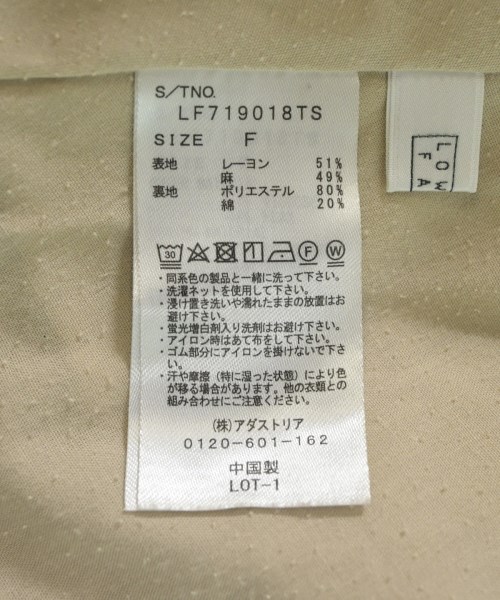 S/TNO.
LF719018TS
SIZE F
表地 レーヨン 51%
麻 49%
裏地 ポリエステル 80%
綿 20%
30 F W
・同系色の製品と一緒に洗って下さい。
・洗濯ネットを使用して下さい。
・浸け置き洗いや濡れたままの放置はお
避け下さい。
・蛍光増白剤入り洗剤はお避け下さい。
・アイロン時はあて布をして下さい。
・ゴム部分にアイロンを掛けないで下さ
い。
・汗や摩擦（特に湿った状態）により色
が移る場合があります。他の衣類との
組み合わせにご注意ください。
(株)アダストリア
0120-601-162
中国製
LOT-1
LOW
FA